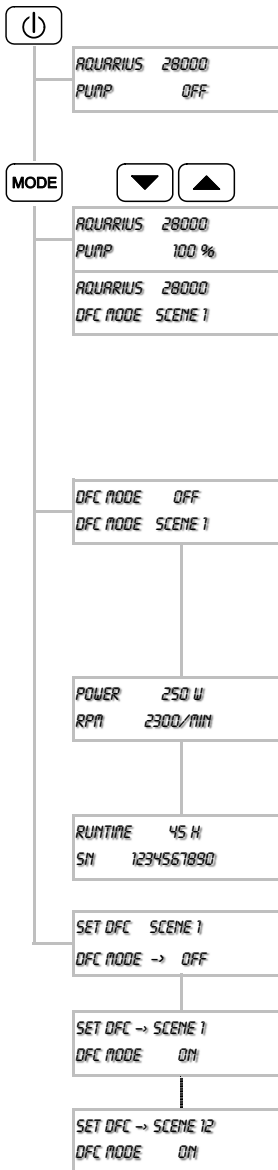 AQUARIUS 28000
PUMP OFF
MODE
AQUARIUS 28000
PUMP 100 %
AQUARIUS 28000
DFC MODE SCENE 1
DFC MODE OFF
DFC MODE SCENE 1
POWER 250 W
RPM 2300/MIN
RUNTIME 45 H
SN 1234567890
SET DFC SCENE 1
DFC MODE -> OFF
SET DFC -> SCENE 1
DFC MODE ON
SET DFC -> SCENE 12
DFC MODE ON